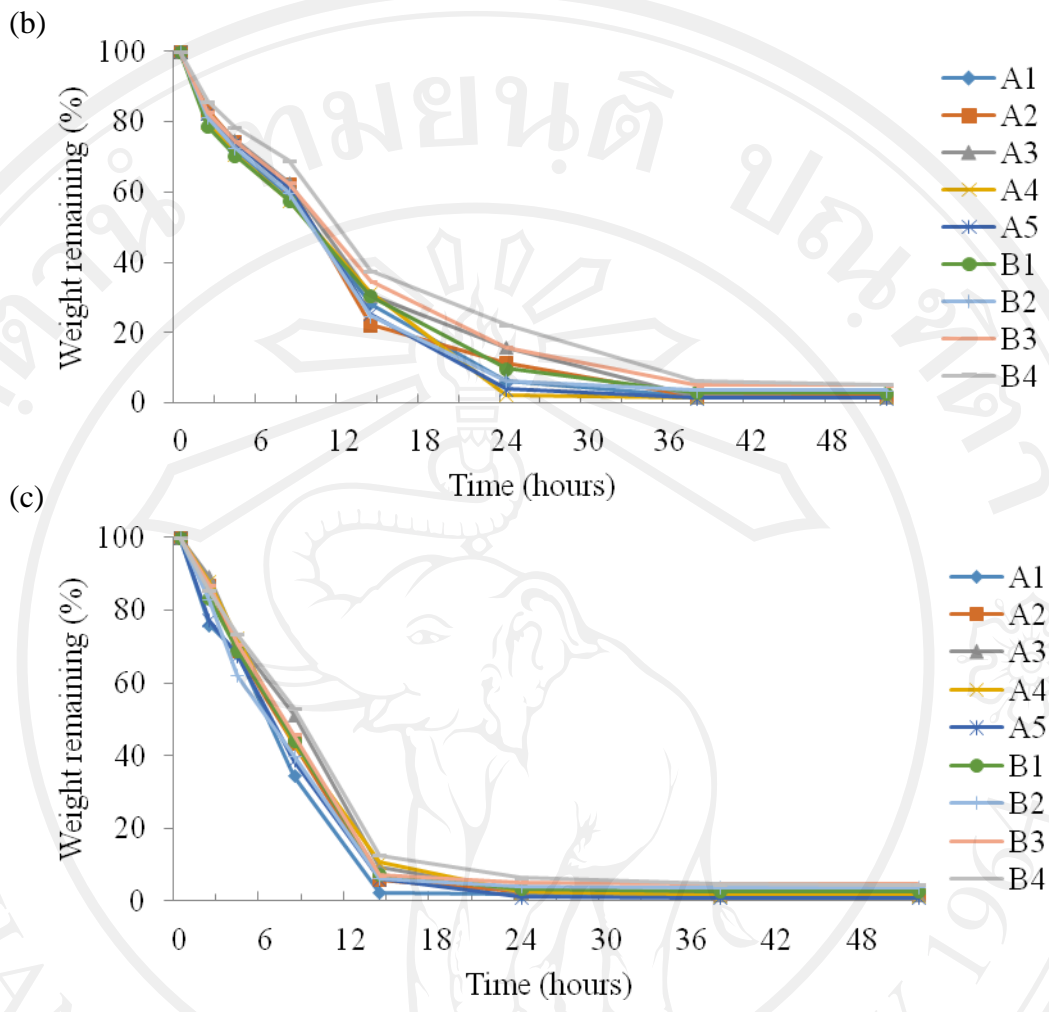 (b)
Weight remaining (%)
100
80
60
40
20
0
0 6 12 18 24 30 36 42 48
Time (hours)
A1
A2
A3
A4
A5
B1
B2
B3
B4
(c)
Weight remaining (%)
100
80
60
40
20
0
0 6 12 18 24 30 36 42 48
Time (hours)
A1
A2
A3
A4
A5
B1
B2
B3
B4